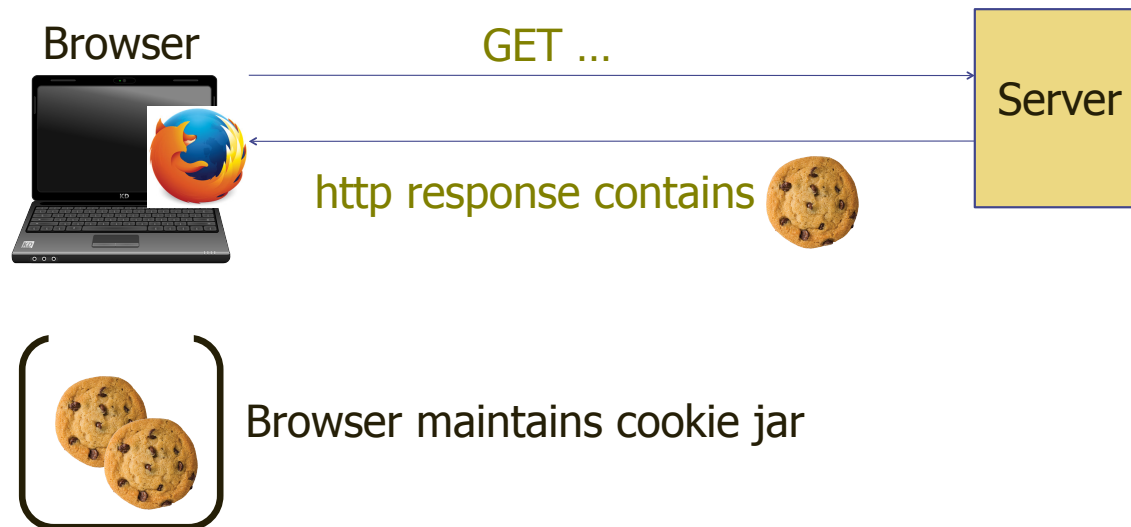 Browser
GET ...
Server
http response contains
Browser maintains cookie jar